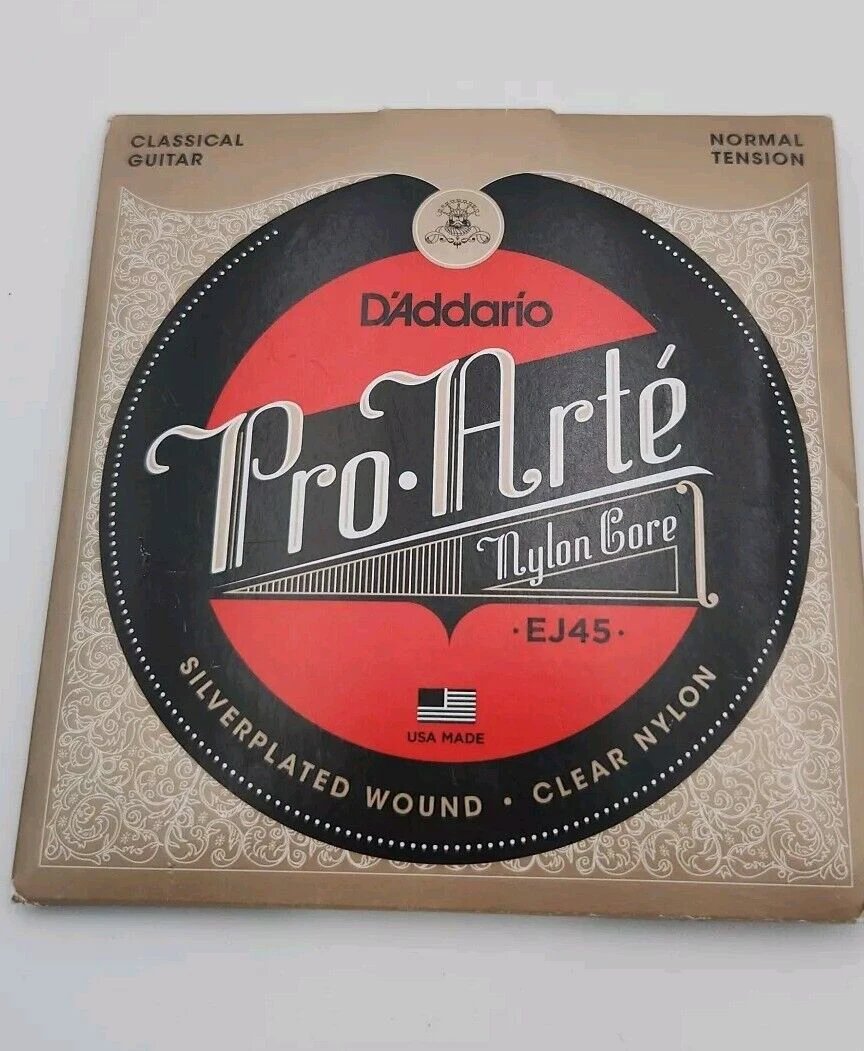 CLASSICAL
GUITAR
NORMAL
TENSION
D'Addario
Pro·Arté
Nylon Core
·EJ45·
USA MADE
SILVERPLATED WOUND · CLEAR NYLON